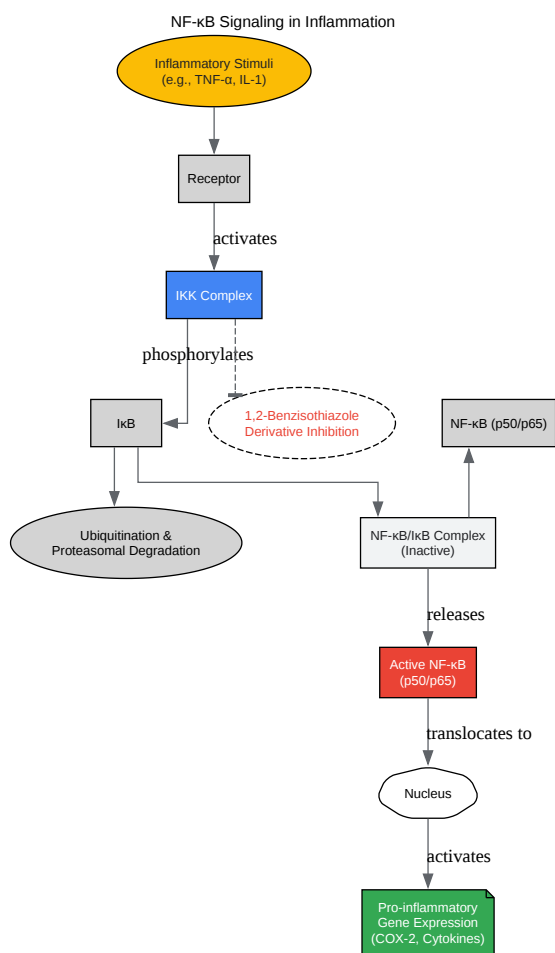 NF-κB Signaling in Inflammation
Inflammatory Stimuli
(e.g., TNF-α, IL-1)
Receptor
activates
IKK Complex
phosphorylates
IκB
1,2-Benzisothiazole
Derivative Inhibition
NF-κB (p50/p65)
Ubiquitination &
Proteasomal Degradation
NF-κB/IκB Complex
(Inactive)
releases
Active NF-κB
(p50/p65)
translocates to
Nucleus
activates
Pro-inflammatory
Gene Expression
(COX-2, Cytokines)